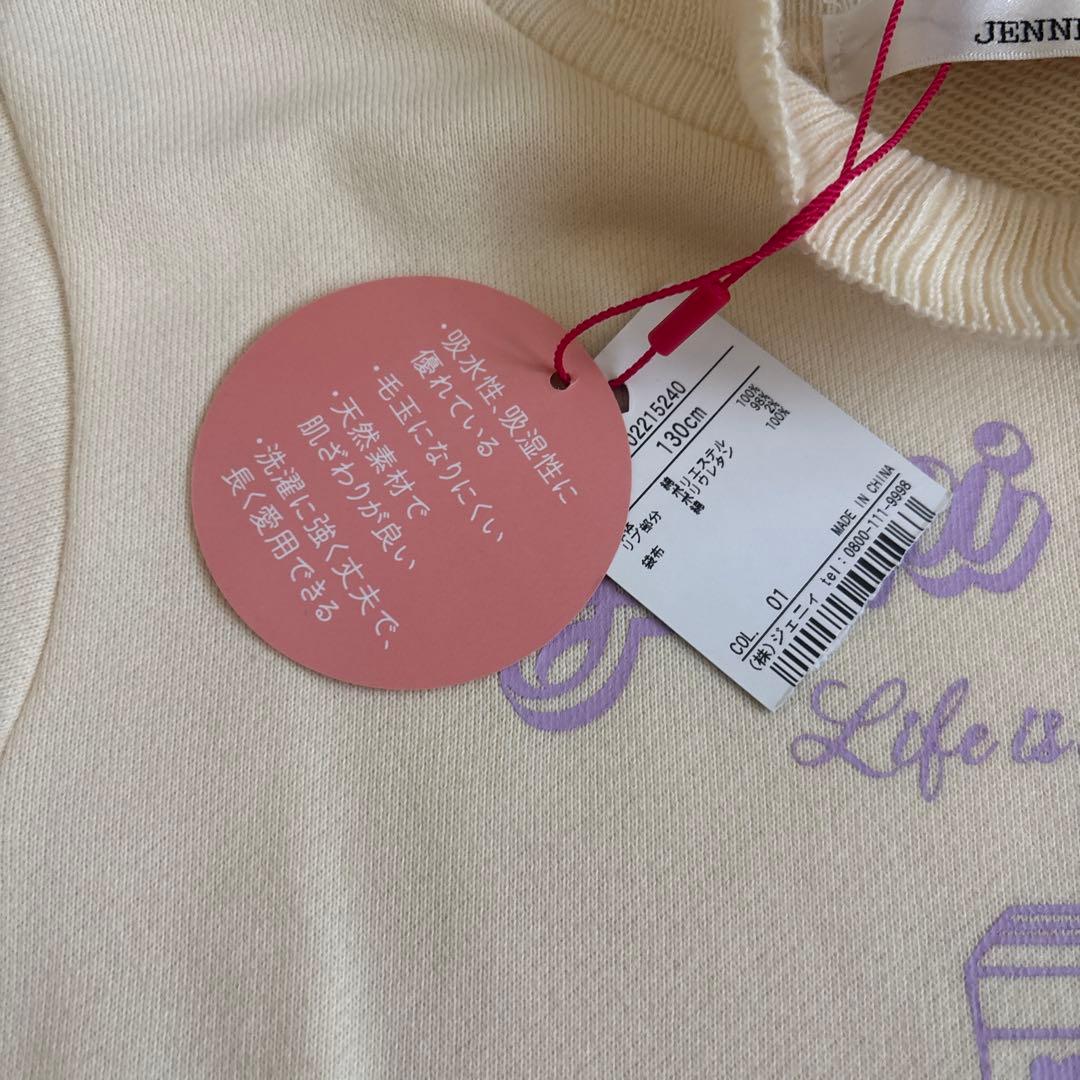 JENNI
・吸水性、吸湿性に
優れている
・毛玉になりにくい
・天然素材で
肌ざわりが良い
・洗濯に強く丈夫で、
長く愛用できる
02215240
130cm
綿 100%
ポリエステル 98%
ポリウレタン 2%
綿 100%
リブ部分
袋布
MADE IN CHINA
COL. 01
(株)ジェニィ tel:0800-111-9998
Life is